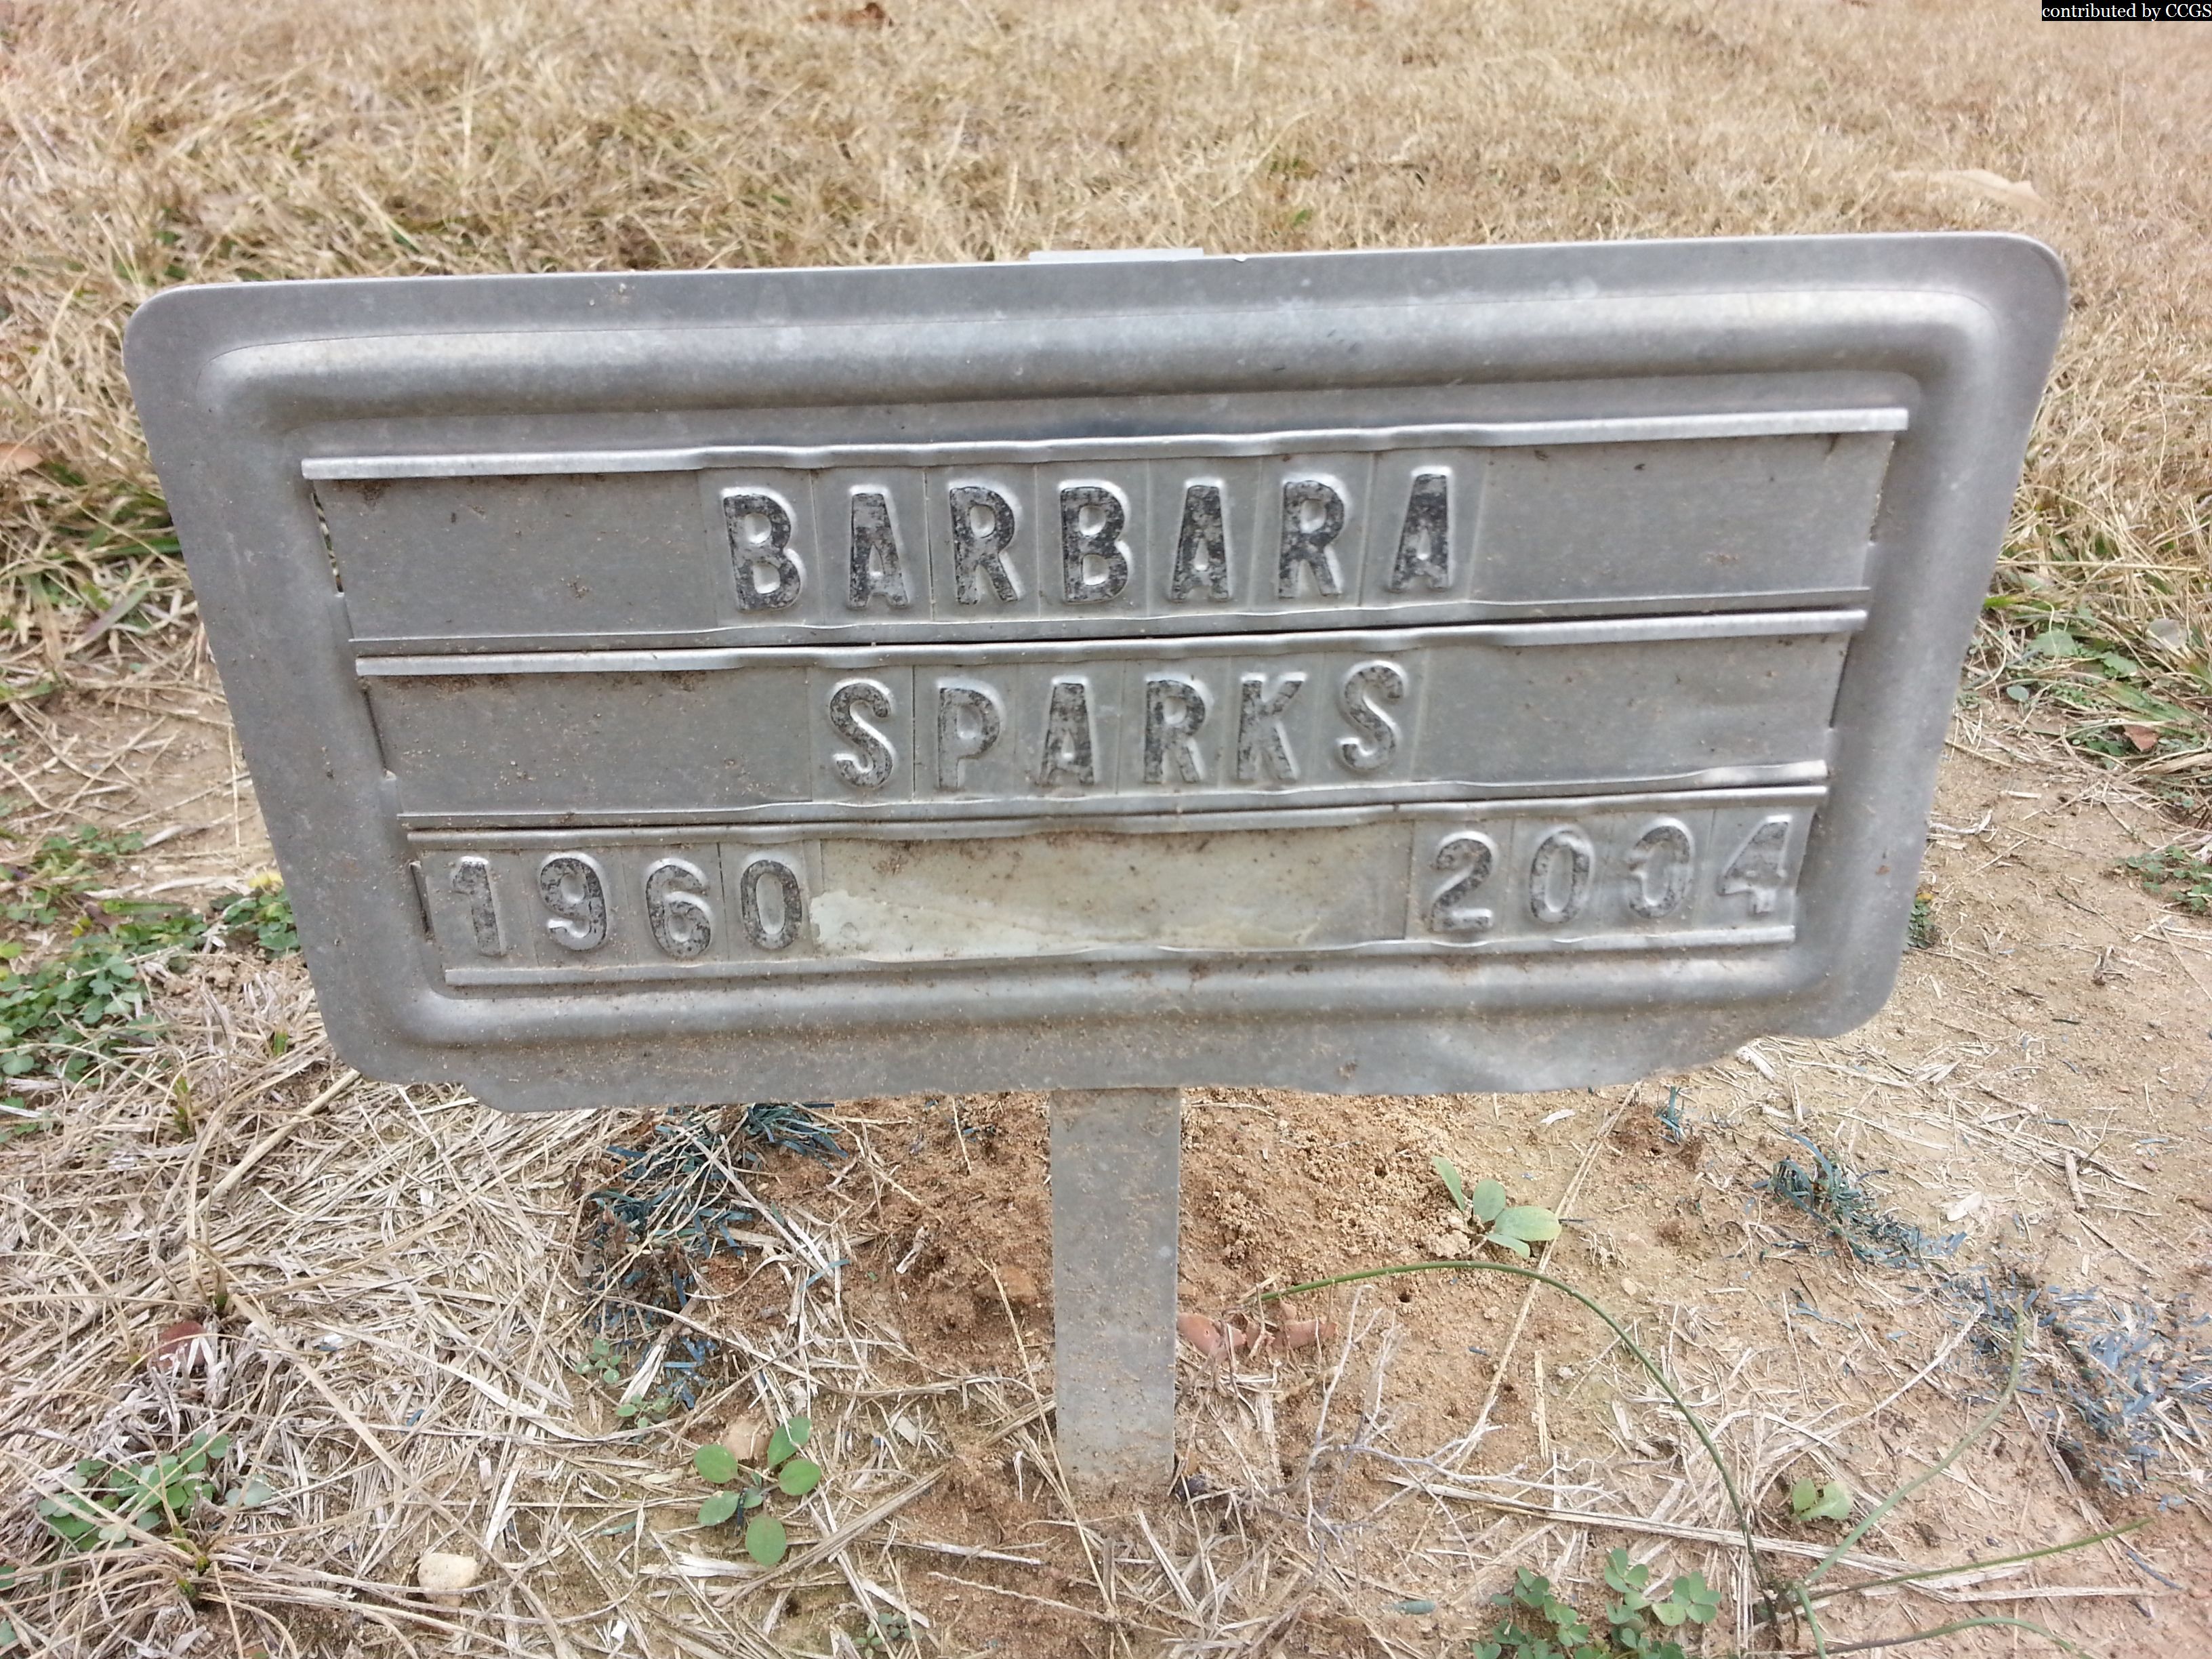 contributed by CCGS
BARBARA
SPARKS
1960 2004